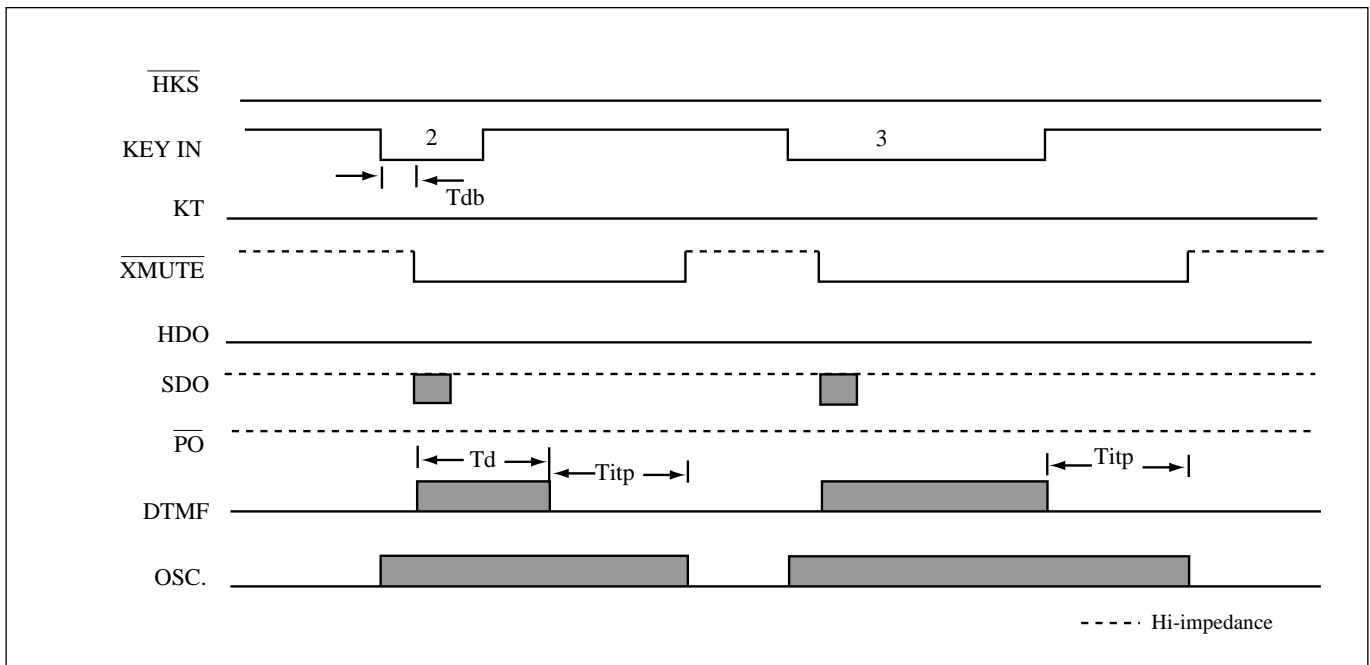 HKS
KEY IN 2 3
Tdb
KT
XMUTE
HDO
SDO
PO
Td Titp Titp
DTMF
OSC.
Hi-impedance